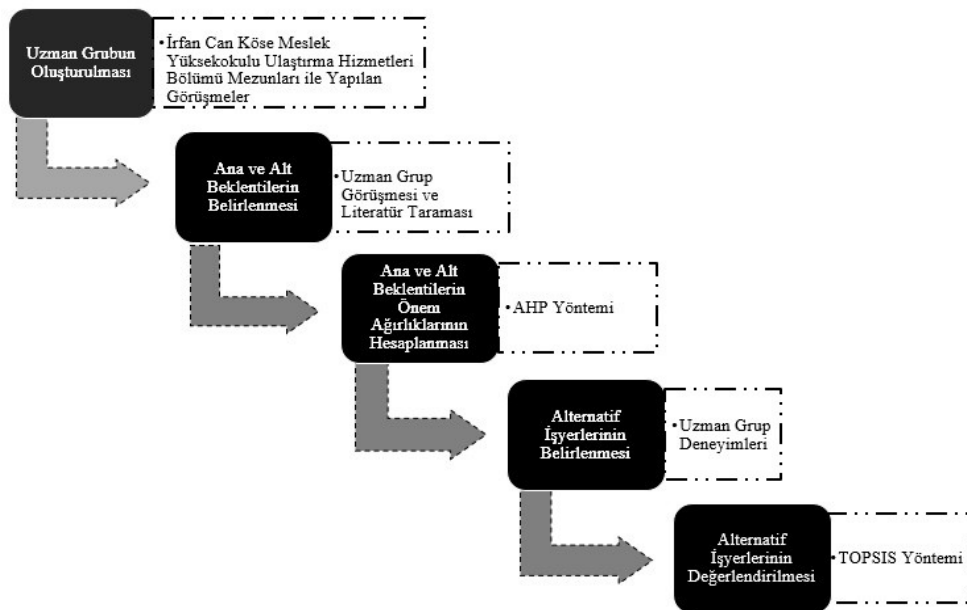 Uzman Grubun
Oluşturulması
•İrfan Can Köse Meslek
Yüksekokulu Ulaştırma Hizmetleri
Bölümü Mezunları ile Yapılan
Görüşmeler
Ana ve Alt
Beklentilerin
Belirlenmesi
•Uzman Grup
Görüşmesi ve
Literatür Taraması
Ana ve Alt
Beklentilerin
Önem
Ağırlıklarının
Hesaplanması
•AHP Yöntemi
Alternatif
İşyerlerinin
Belirlenmesi
•Uzman Grup
Deneyimleri
Alternatif
İşyerlerinin
Değerlendirilmesi
•TOPSIS Yöntemi